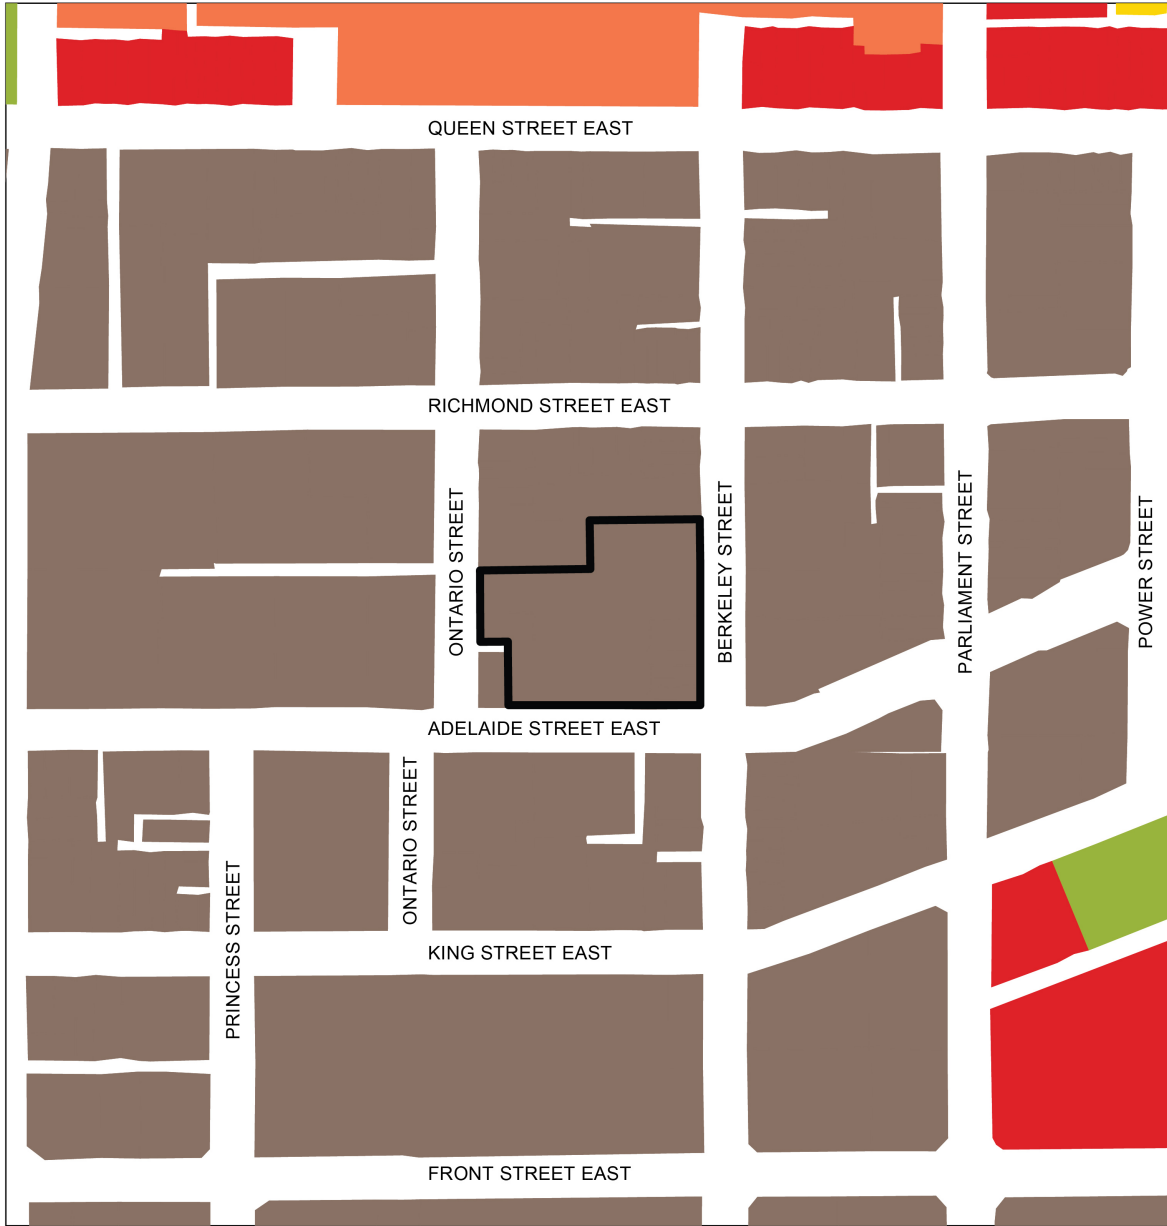 QUEEN STREET EAST
RICHMOND STREET EAST
ONTARIO STREET
BERKELEY STREET
PARLIAMENT STREET
POWER STREET
ADELAIDE STREET EAST
ONTARIO STREET
PRINCESS STREET
KING STREET EAST
FRONT STREET EAST